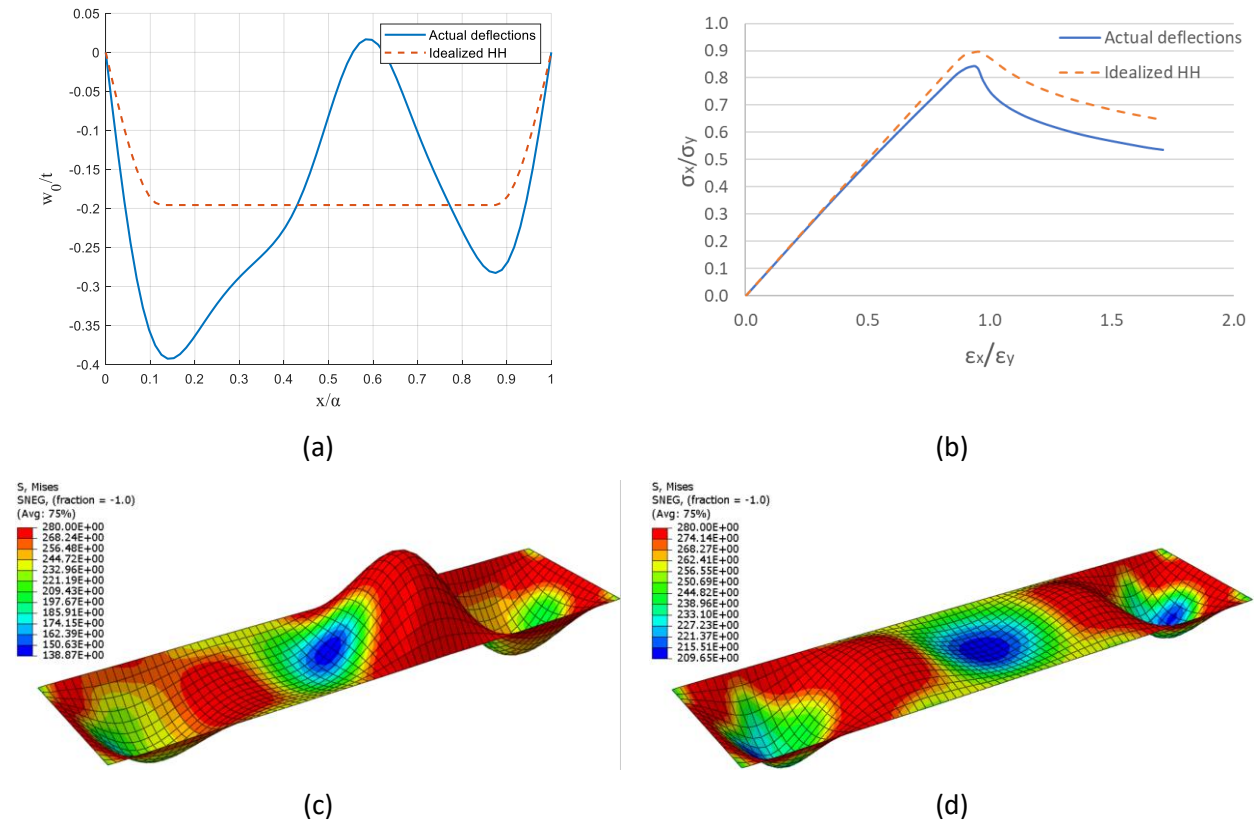 0.05
0
-0.05
-0.1
-0.15
-0.2
-0.25
-0.3
-0.35
-0.4
w0/t
0 0.1 0.2 0.3 0.4 0.5 0.6 0.7 0.8 0.9 1
x/α
Actual deflections
Idealized HH
(a)
1.0
0.9
0.8
0.7
0.6
0.5
0.4
0.3
0.2
0.1
0.0
σx/σy
0.0 0.5 1.0 1.5 2.0
εx/εy
Actual deflections
Idealized HH
(b)
S, Mises
SNEG, (fraction = -1.0)
(Avg: 75%)
280.00E+00
268.24E+00
256.48E+00
244.72E+00
232.96E+00
221.19E+00
209.43E+00
197.67E+00
185.91E+00
174.15E+00
162.39E+00
150.63E+00
138.87E+00
(c)
S, Mises
SNEG, (fraction = -1.0)
(Avg: 75%)
280.00E+00
274.14E+00
268.27E+00
262.41E+00
256.55E+00
250.69E+00
244.82E+00
238.96E+00
233.10E+00
227.23E+00
221.37E+00
215.51E+00
209.65E+00
(d)